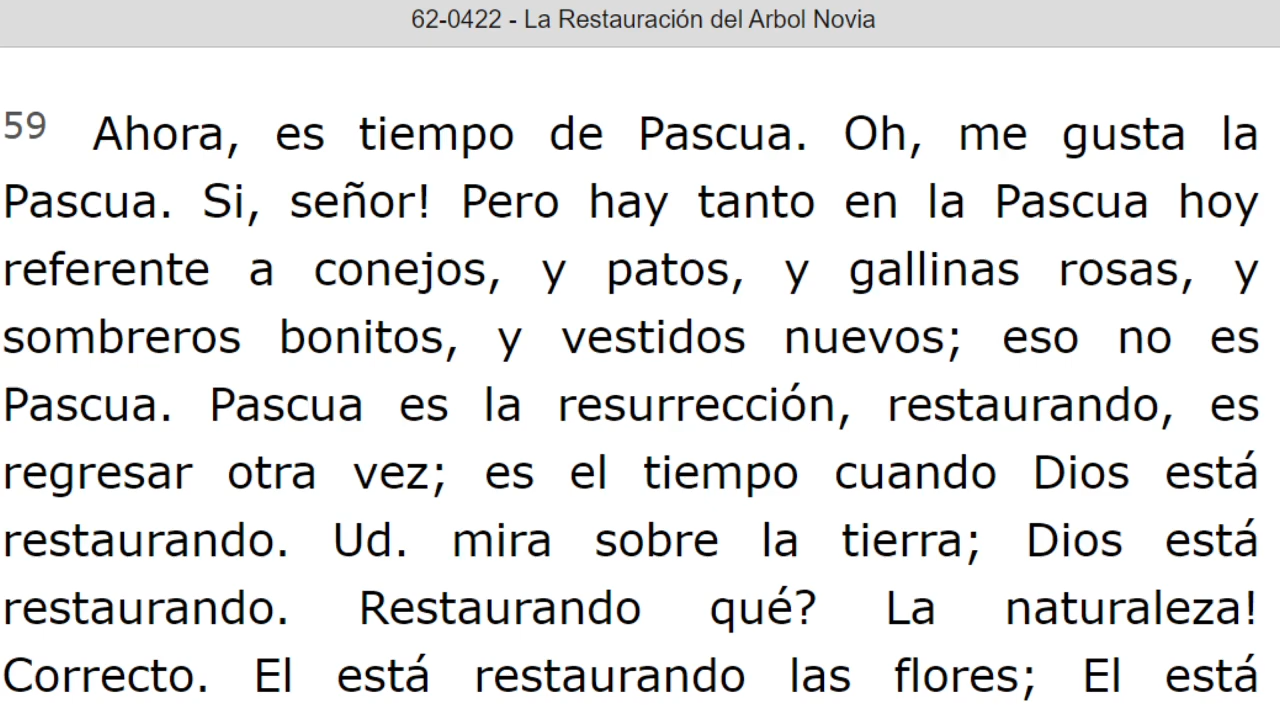 62-0422 - La Restauración del Arbol Novia
59 Ahora, es tiempo de Pascua. Oh, me gusta la
Pascua. Si, señor! Pero hay tanto en la Pascua hoy
referente a conejos, y patos, y gallinas rosas, y
sombreros bonitos, y vestidos nuevos; eso no es
Pascua. Pascua es la resurrección, restaurando, es
regresar otra vez; es el tiempo cuando Dios está
restaurando. Ud. mira sobre la tierra; Dios está
restaurando. Restaurando qué? La naturaleza!
Correcto. El está restaurando las flores; El está